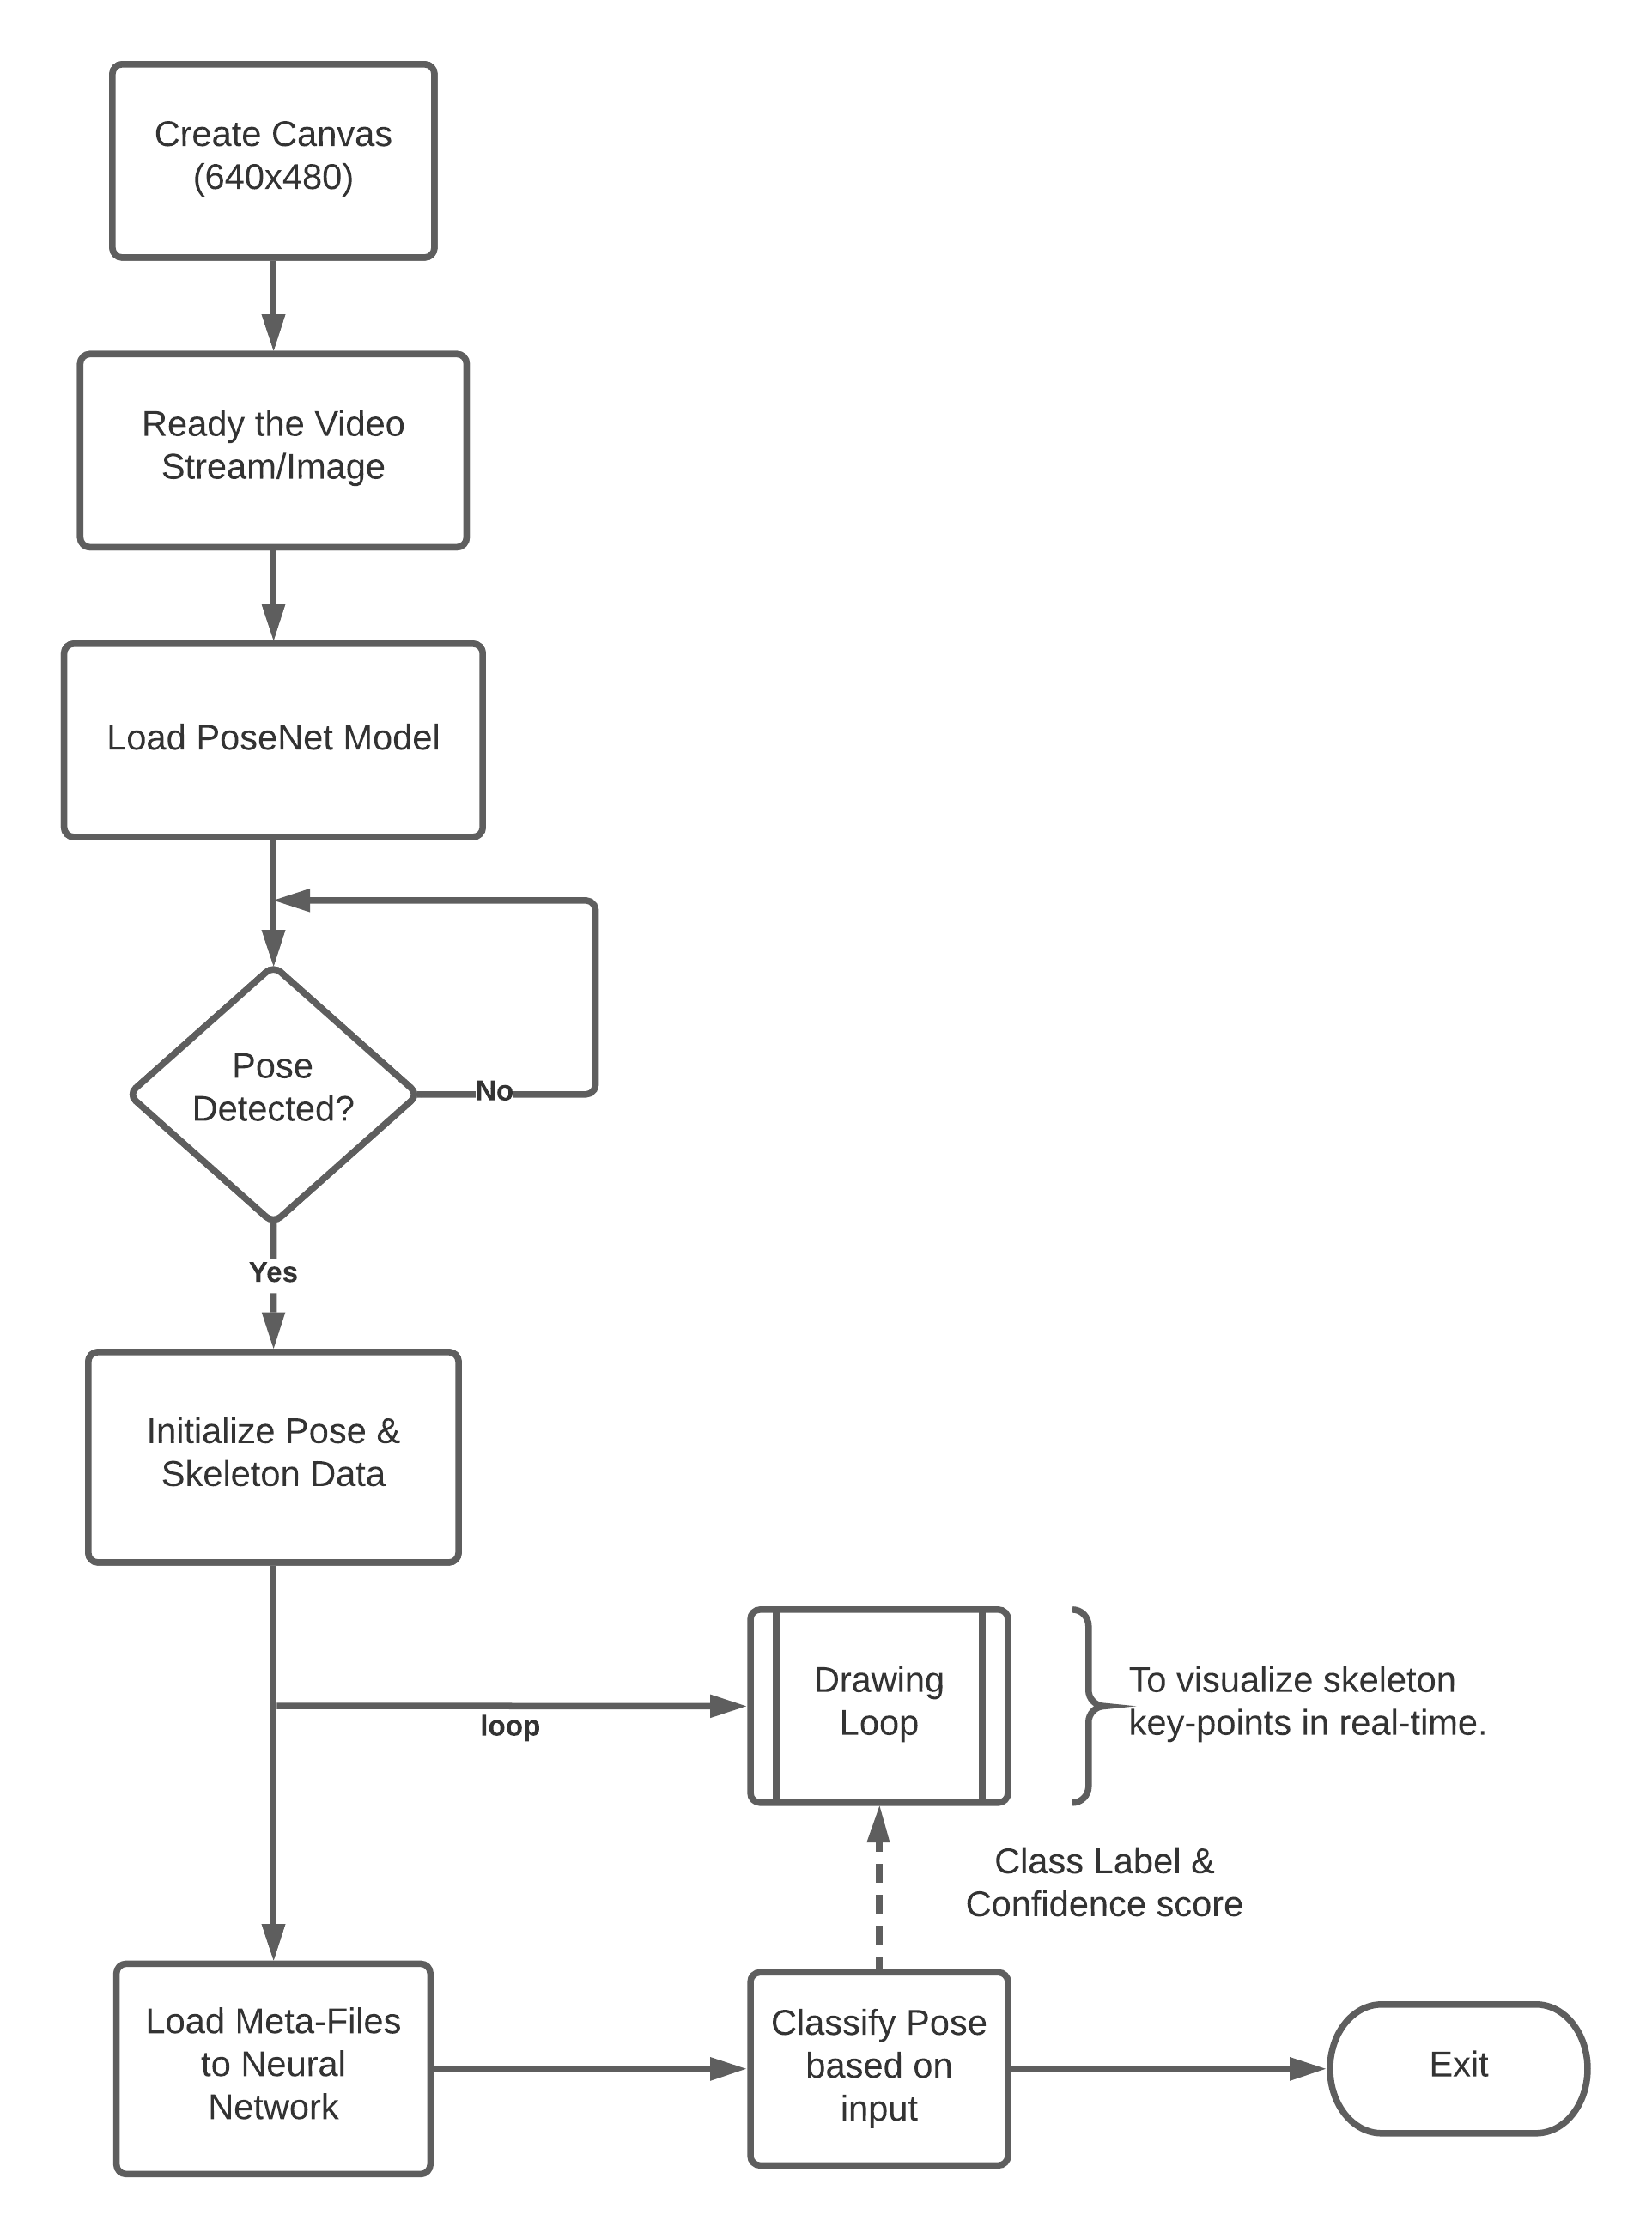 Create Canvas
(640x480)
Ready the Video
Stream/Image
Load PoseNet Model
Pose
Detected?
No
Yes
Initialize Pose &
Skeleton Data
loop
Drawing
Loop
To visualize skeleton
key-points in real-time.
Class Label &
Confidence score
Load Meta-Files
to Neural
Network
Classify Pose
based on
input
Exit